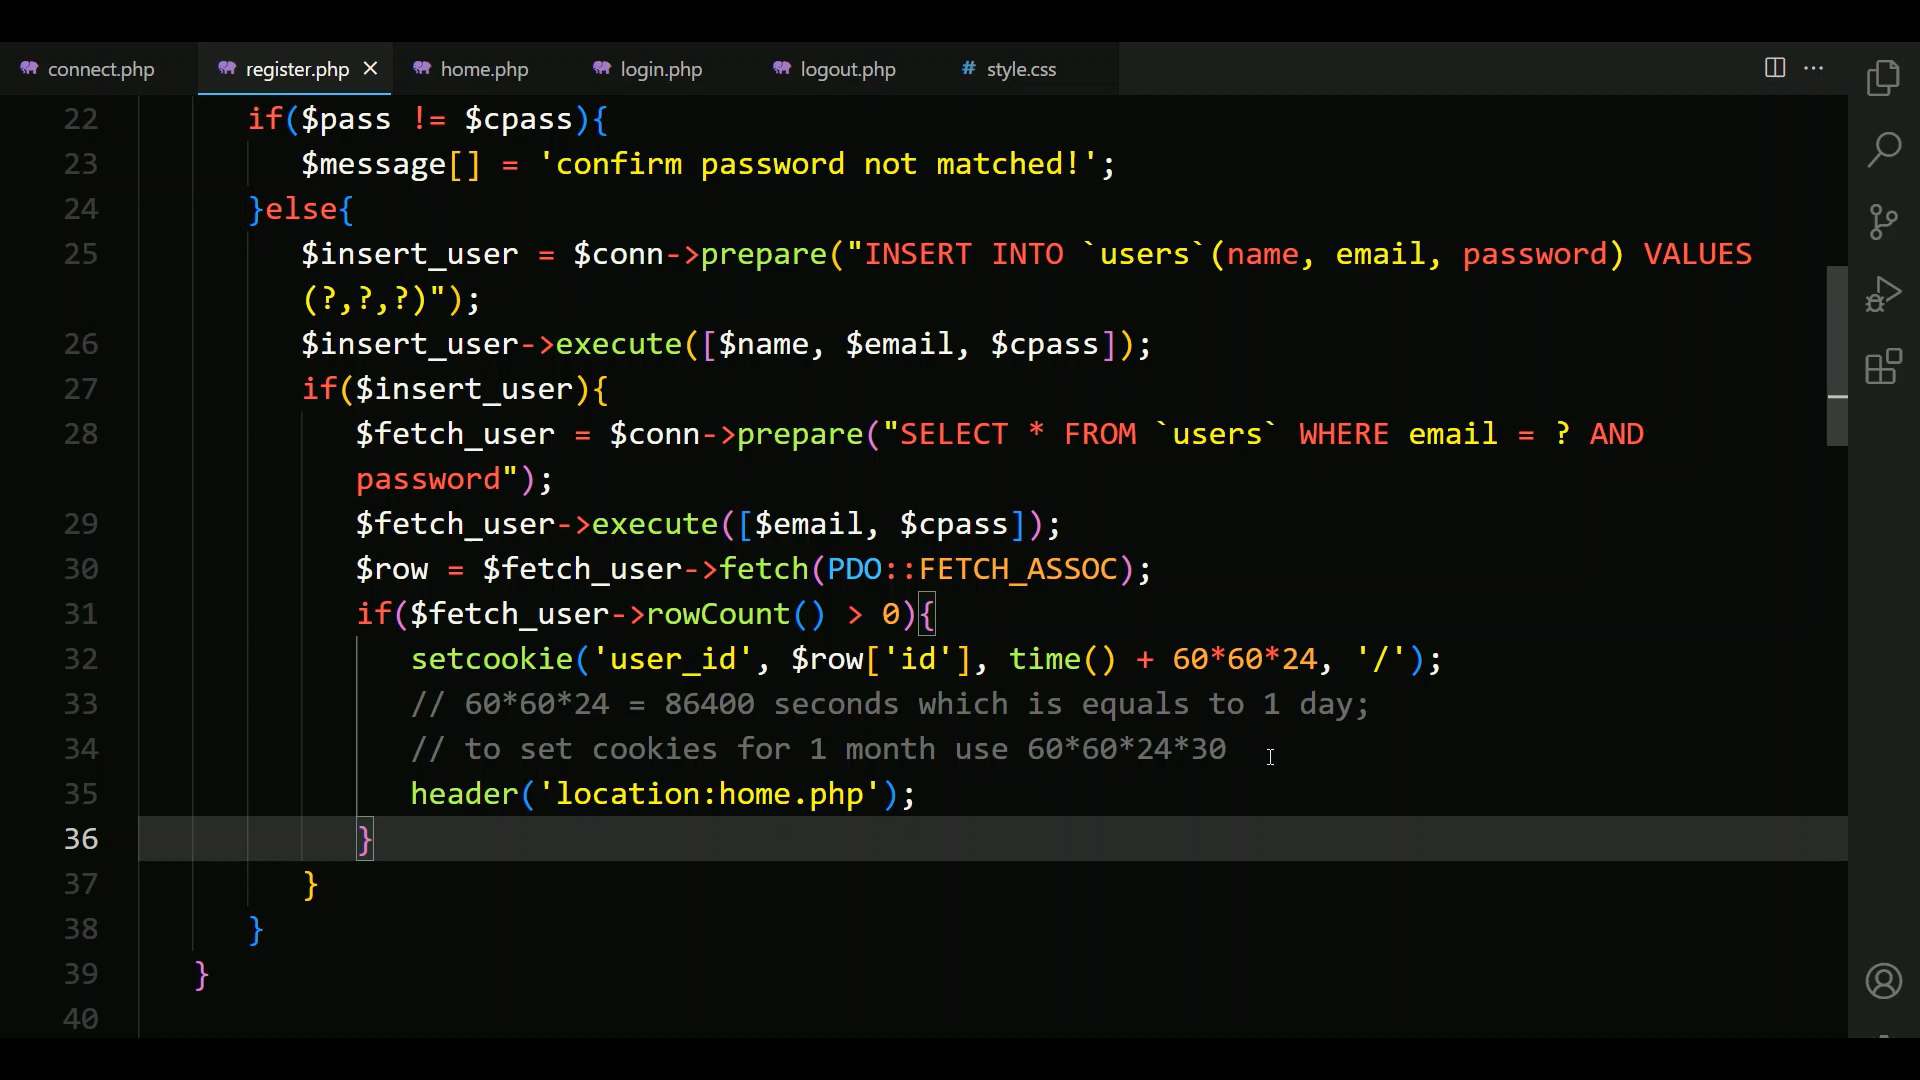 connect.php register.php home.php login.php logout.php # style.css
22 if($pass != $cpass){
23 $message[] = 'confirm password not matched!';
24 }else{
25 $insert_user = $conn->prepare("INSERT INTO `users`(name, email, password) VALUES
(?,?,?)");
26 $insert_user->execute([$name, $email, $cpass]);
27 if($insert_user){
28 $fetch_user = $conn->prepare("SELECT * FROM `users` WHERE email = ? AND
password");
29 $fetch_user->execute([$email, $cpass]);
30 $row = $fetch_user->fetch(PDO::FETCH_ASSOC);
31 if($fetch_user->rowCount() > 0){
32 setcookie('user_id', $row['id'], time() + 60*60*24, '/');
33 // 60*60*24 = 86400 seconds which is equals to 1 day;
34 // to set cookies for 1 month use 60*60*24*30
35 header('location:home.php');
36 }
37 }
38 }
39 }
40